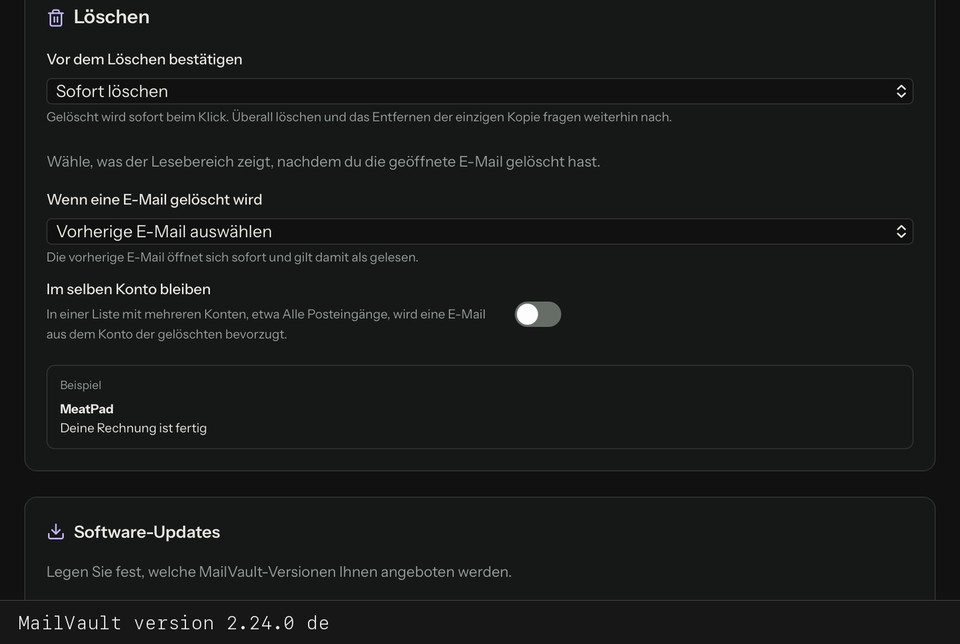 Löschen
Vor dem Löschen bestätigen
Sofort löschen
Gelöscht wird sofort beim Klick. Überall löschen und das Entfernen der einzigen Kopie fragen weiterhin nach.
Wähle, was der Lesebereich zeigt, nachdem du die geöffnete E-Mail gelöscht hast.
Wenn eine E-Mail gelöscht wird
Vorherige E-Mail auswählen
Die vorherige E-Mail öffnet sich sofort und gilt damit als gelesen.
Im selben Konto bleiben
In einer Liste mit mehreren Konten, etwa Alle Posteingänge, wird eine E-Mail
aus dem Konto der gelöschten bevorzugt.
Beispiel
MeatPad
Deine Rechnung ist fertig
Software-Updates
Legen Sie fest, welche MailVault-Versionen Ihnen angeboten werden.
MailVault version 2.24.0 de